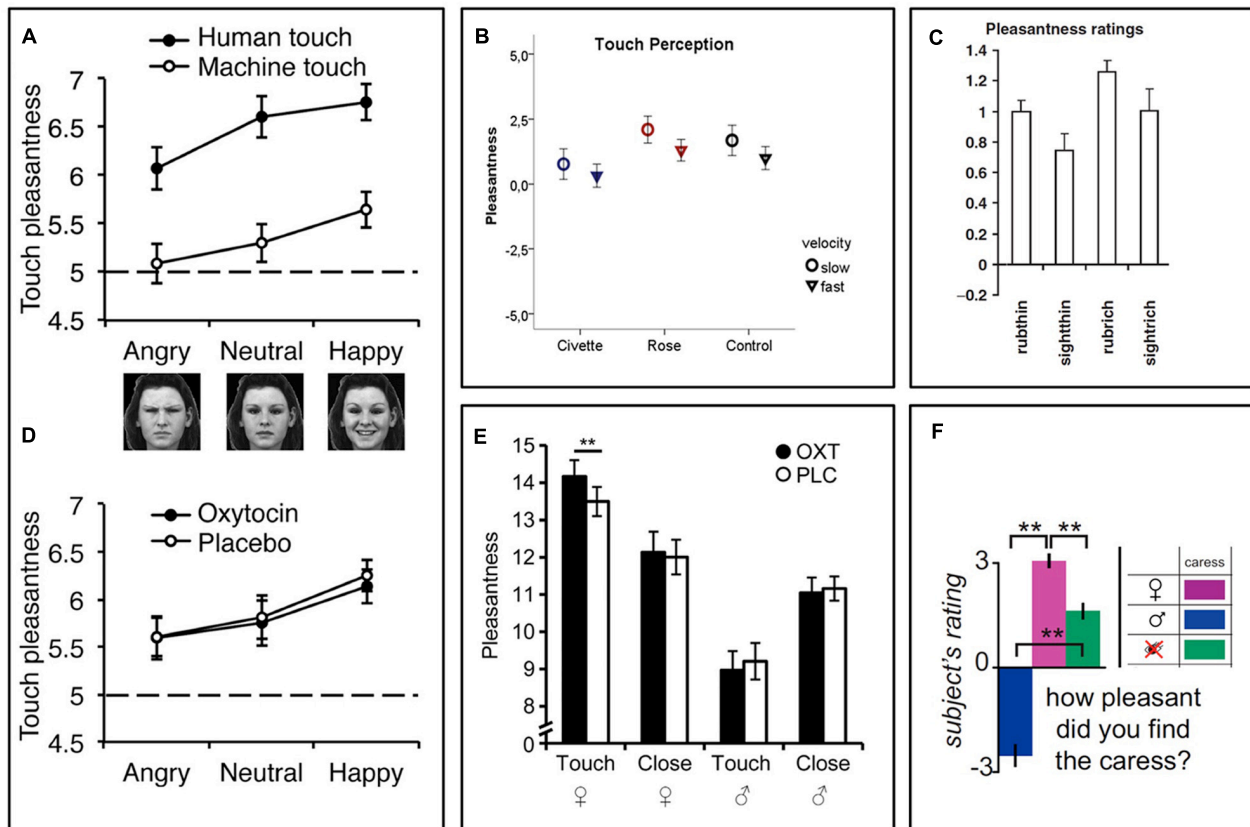 A
Human touch
Machine touch
Touch pleasantness
7
6.5
6
5.5
5
4.5
Angry Neutral Happy
B
Touch Perception
Pleasantness
5,0
2,5
0,0
-2,5
-5,0
velocity
slow
fast
Civette Rose Control
C
Pleasantness ratings
1.4
1.2
1
0.8
0.6
0.4
0.2
0
−0.2
rubthin
sightthin
rubrich
sightrich
D
Oxytocin
Placebo
Touch pleasantness
7
6.5
6
5.5
5
4.5
Angry Neutral Happy
E
OXT
PLC
**
Pleasantness
15
14
13
12
11
10
9
8
0
Touch Close Touch Close
♀ ♀ ♂ ♂
F
** **
**
subject's rating
3
0
-3
caress
♀
♂
how pleasant
did you find
the caress?